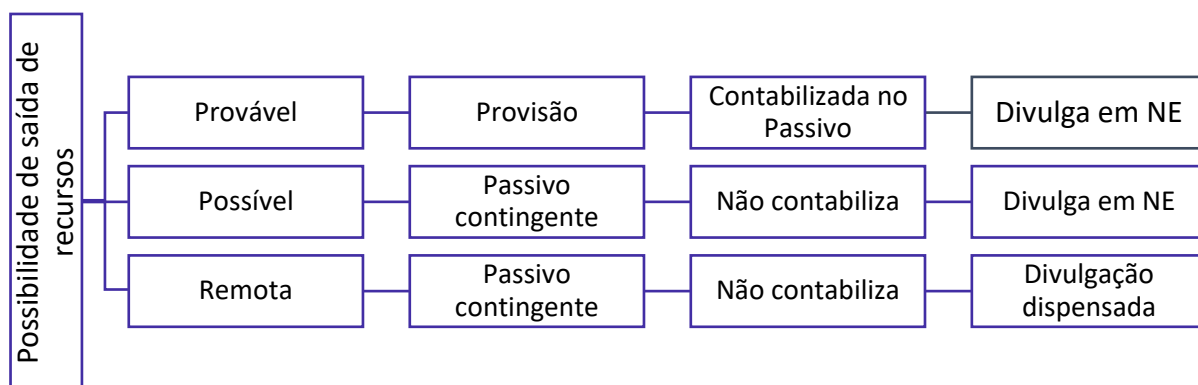 Possibilidade de saída de
recursos
Provável
Provisão
Contabilizada no
Passivo
Divulga em NE
Possível
Passivo
contingente
Não contabiliza
Divulga em NE
Remota
Passivo
contingente
Não contabiliza
Divulgação
dispensada